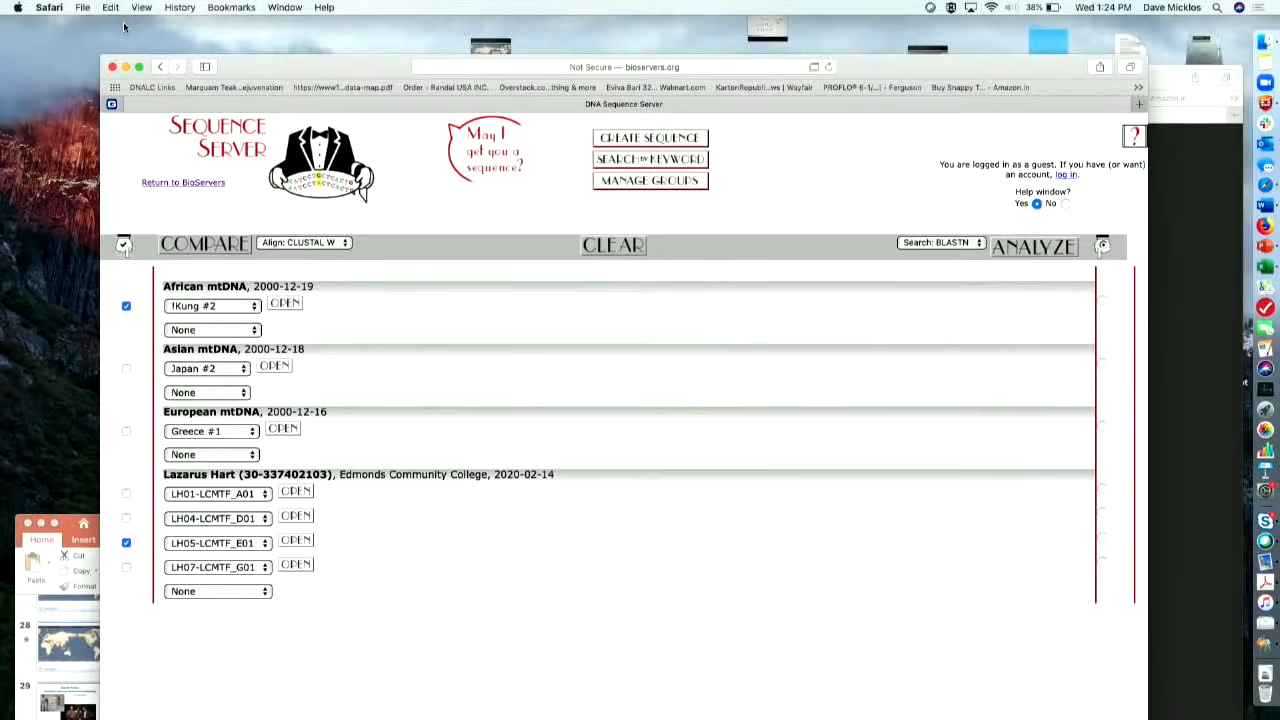 Safari File Edit View History Bookmarks Window Help 38% Wed 1:24 PM Dave Micklos
Not Secure — bioservers.org
DNALC Links Marquam Teak...ejuvenation https://www1...data-map.pdf Order - Randal USA INC. Overstock.co...thing & more Eviva Bari 32... Walmart.com KartonRepubli...ws | Wayfair PROFLO® 6-1/...| - Ferguson Buy Snappy T... - Amazon.in >>
DNA Sequence Server
Amazon.in >>
SEQUENCE
SERVER
May I
get you a
sequence?
CREATE SEQUENCE
SEARCH BY KEYWORD
MANAGE GROUPS
?
Return to BioServers
You are logged in as a guest. If you have (or want)
an account, log in.
Help window?
Yes No
COMPARE Align: CLUSTAL W CLEAR Search: BLASTN ANALYZE
African mtDNA, 2000-12-19
!Kung #2 OPEN
None
Asian mtDNA, 2000-12-18
Japan #2 OPEN
None
European mtDNA, 2000-12-16
Greece #1 OPEN
None
Lazarus Hart (30-337402103), Edmonds Community College, 2020-02-14
LH01-LCMTF_A01 OPEN
LH04-LCMTF_D01 OPEN
LH05-LCMTF_E01 OPEN
LH07-LCMTF_G01 OPEN
None
Home Insert
Cut
Copy
Paste Format
28
29